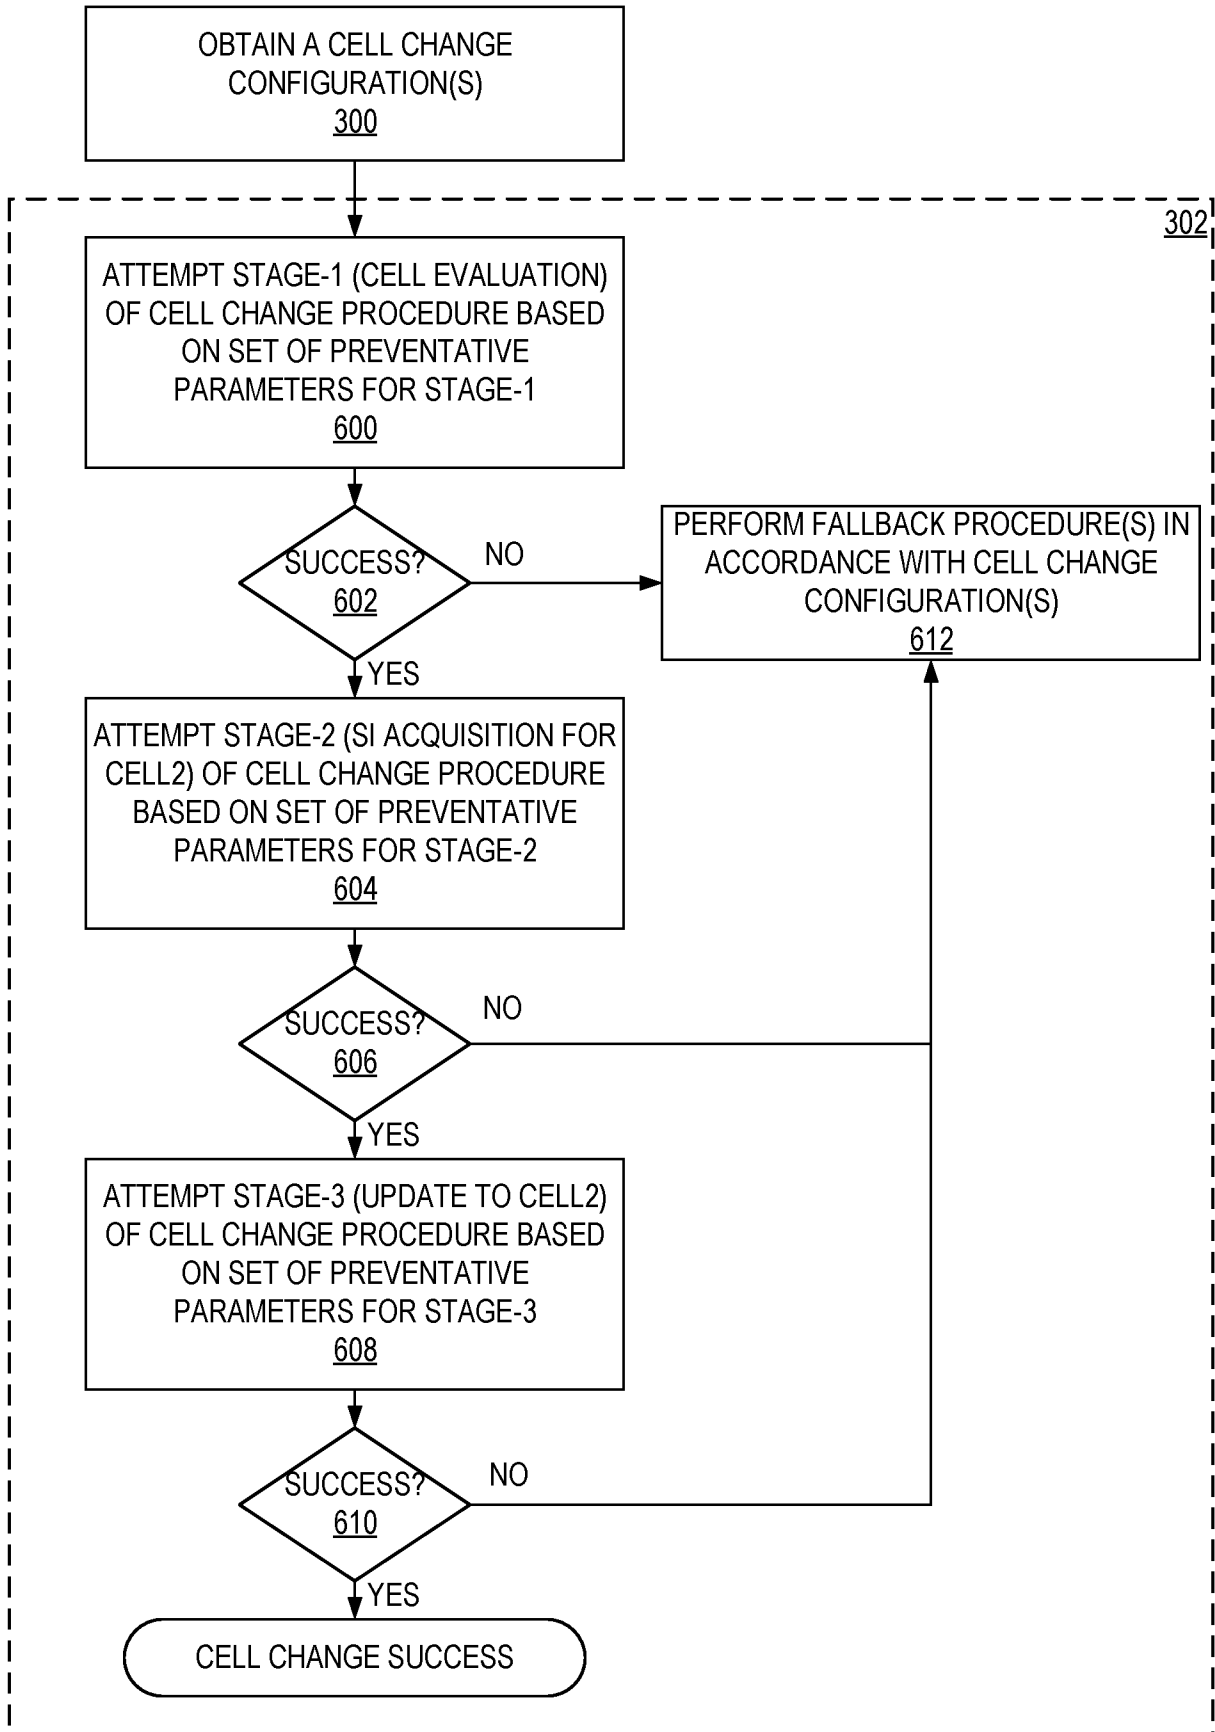 OBTAIN A CELL CHANGE
CONFIGURATION(S)
300
302
ATTEMPT STAGE-1 (CELL EVALUATION)
OF CELL CHANGE PROCEDURE BASED
ON SET OF PREVENTATIVE
PARAMETERS FOR STAGE-1
600
SUCCESS?
602
NO
YES
PERFORM FALLBACK PROCEDURE(S) IN
ACCORDANCE WITH CELL CHANGE
CONFIGURATION(S)
612
ATTEMPT STAGE-2 (SI ACQUISITION FOR
CELL2) OF CELL CHANGE PROCEDURE
BASED ON SET OF PREVENTATIVE
PARAMETERS FOR STAGE-2
604
SUCCESS?
606
NO
YES
ATTEMPT STAGE-3 (UPDATE TO CELL2)
OF CELL CHANGE PROCEDURE BASED
ON SET OF PREVENTATIVE
PARAMETERS FOR STAGE-3
608
SUCCESS?
610
NO
YES
CELL CHANGE SUCCESS